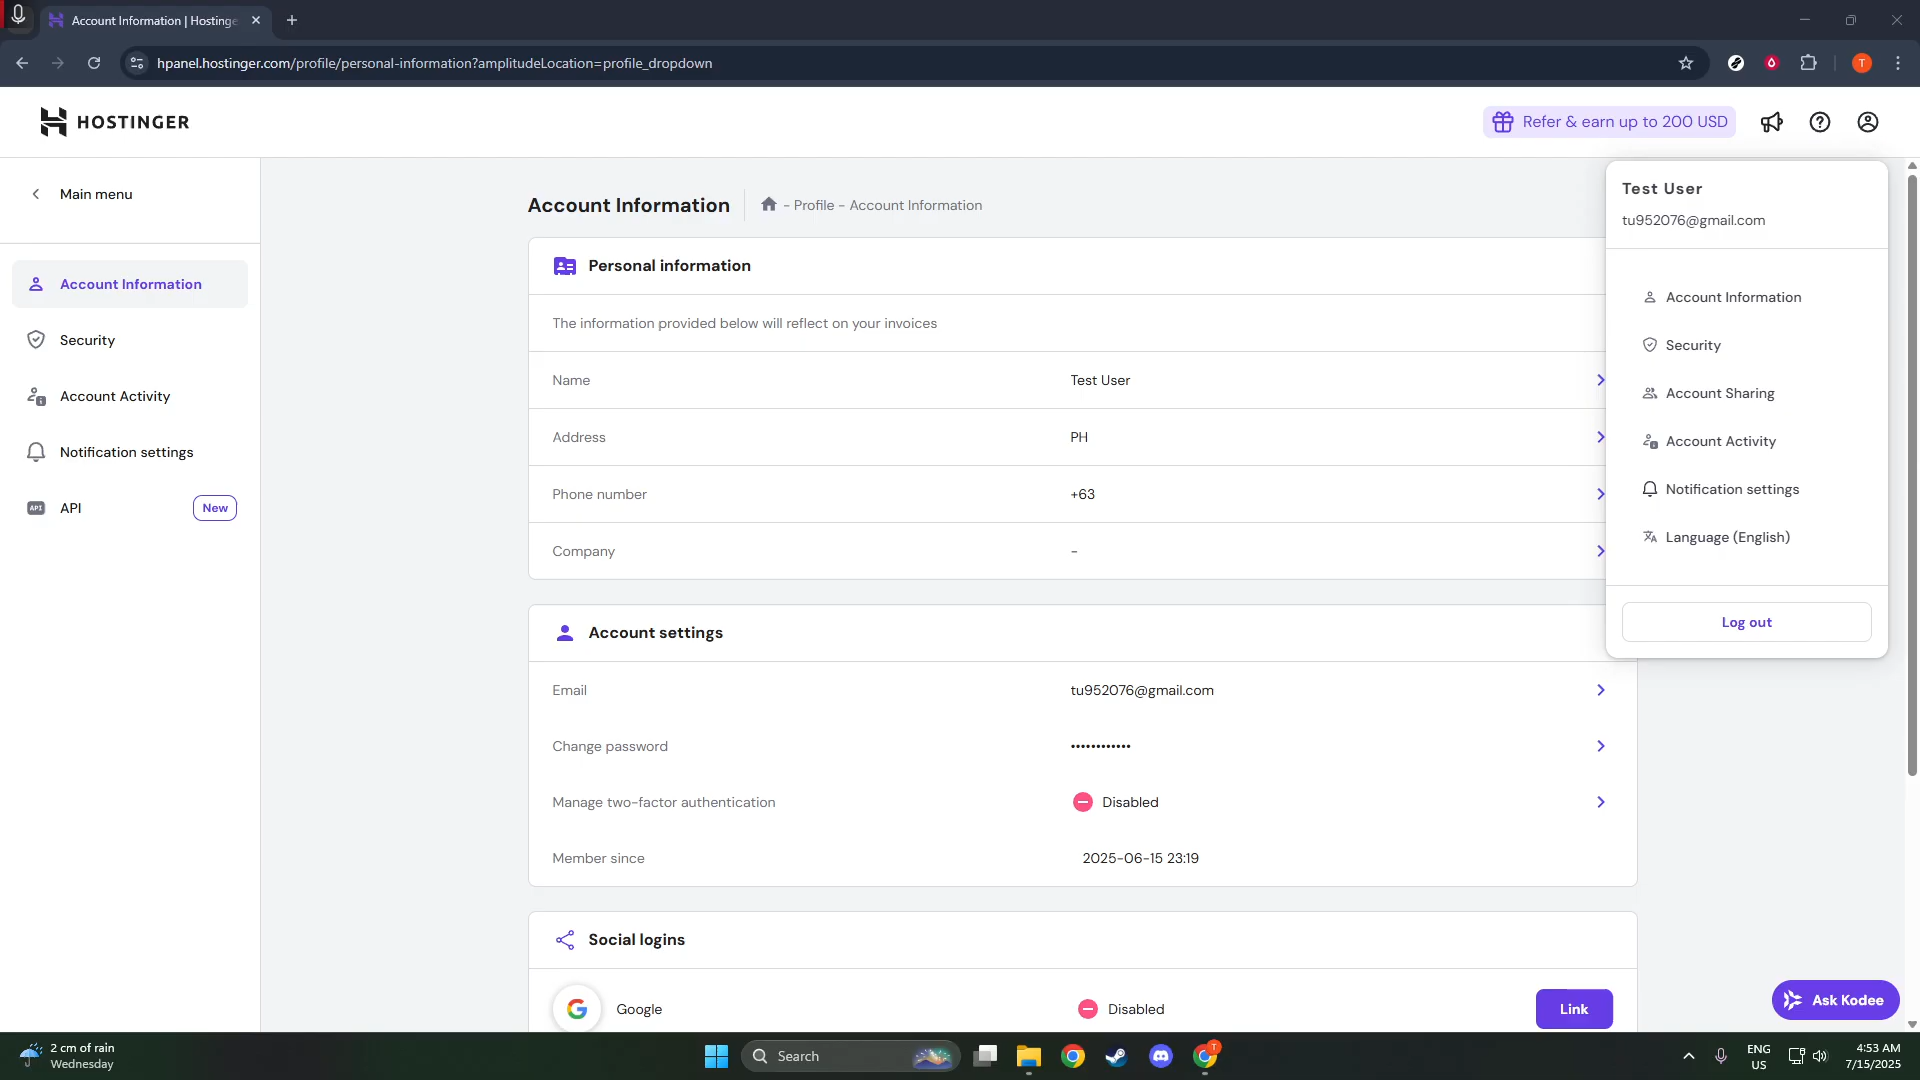 Account Information | Hostinge
hpanel.hostinger.com/profile/personal-information?amplitudeLocation=profile_dropdown
T
HOSTINGER
Refer & earn up to 200 USD
Main menu
Account Information
Security
Account Activity
Notification settings
API
New
Account Information
- Profile - Account Information
Personal information
The information provided below will reflect on your invoices
Name
Test User
Address
PH
Phone number
+63
Company
-
Account settings
Email
tu952076@gmail.com
Change password
••••••••••••
Manage two-factor authentication
Disabled
Member since
2025-06-15 23:19
Social logins
Google
Disabled
Link
Test User
tu952076@gmail.com
Account Information
Security
Account Sharing
Account Activity
Notification settings
Language (English)
Log out
Ask Kodee
2 cm of rain
Wednesday
Search
T
ENG
US
4:53 AM
7/15/2025